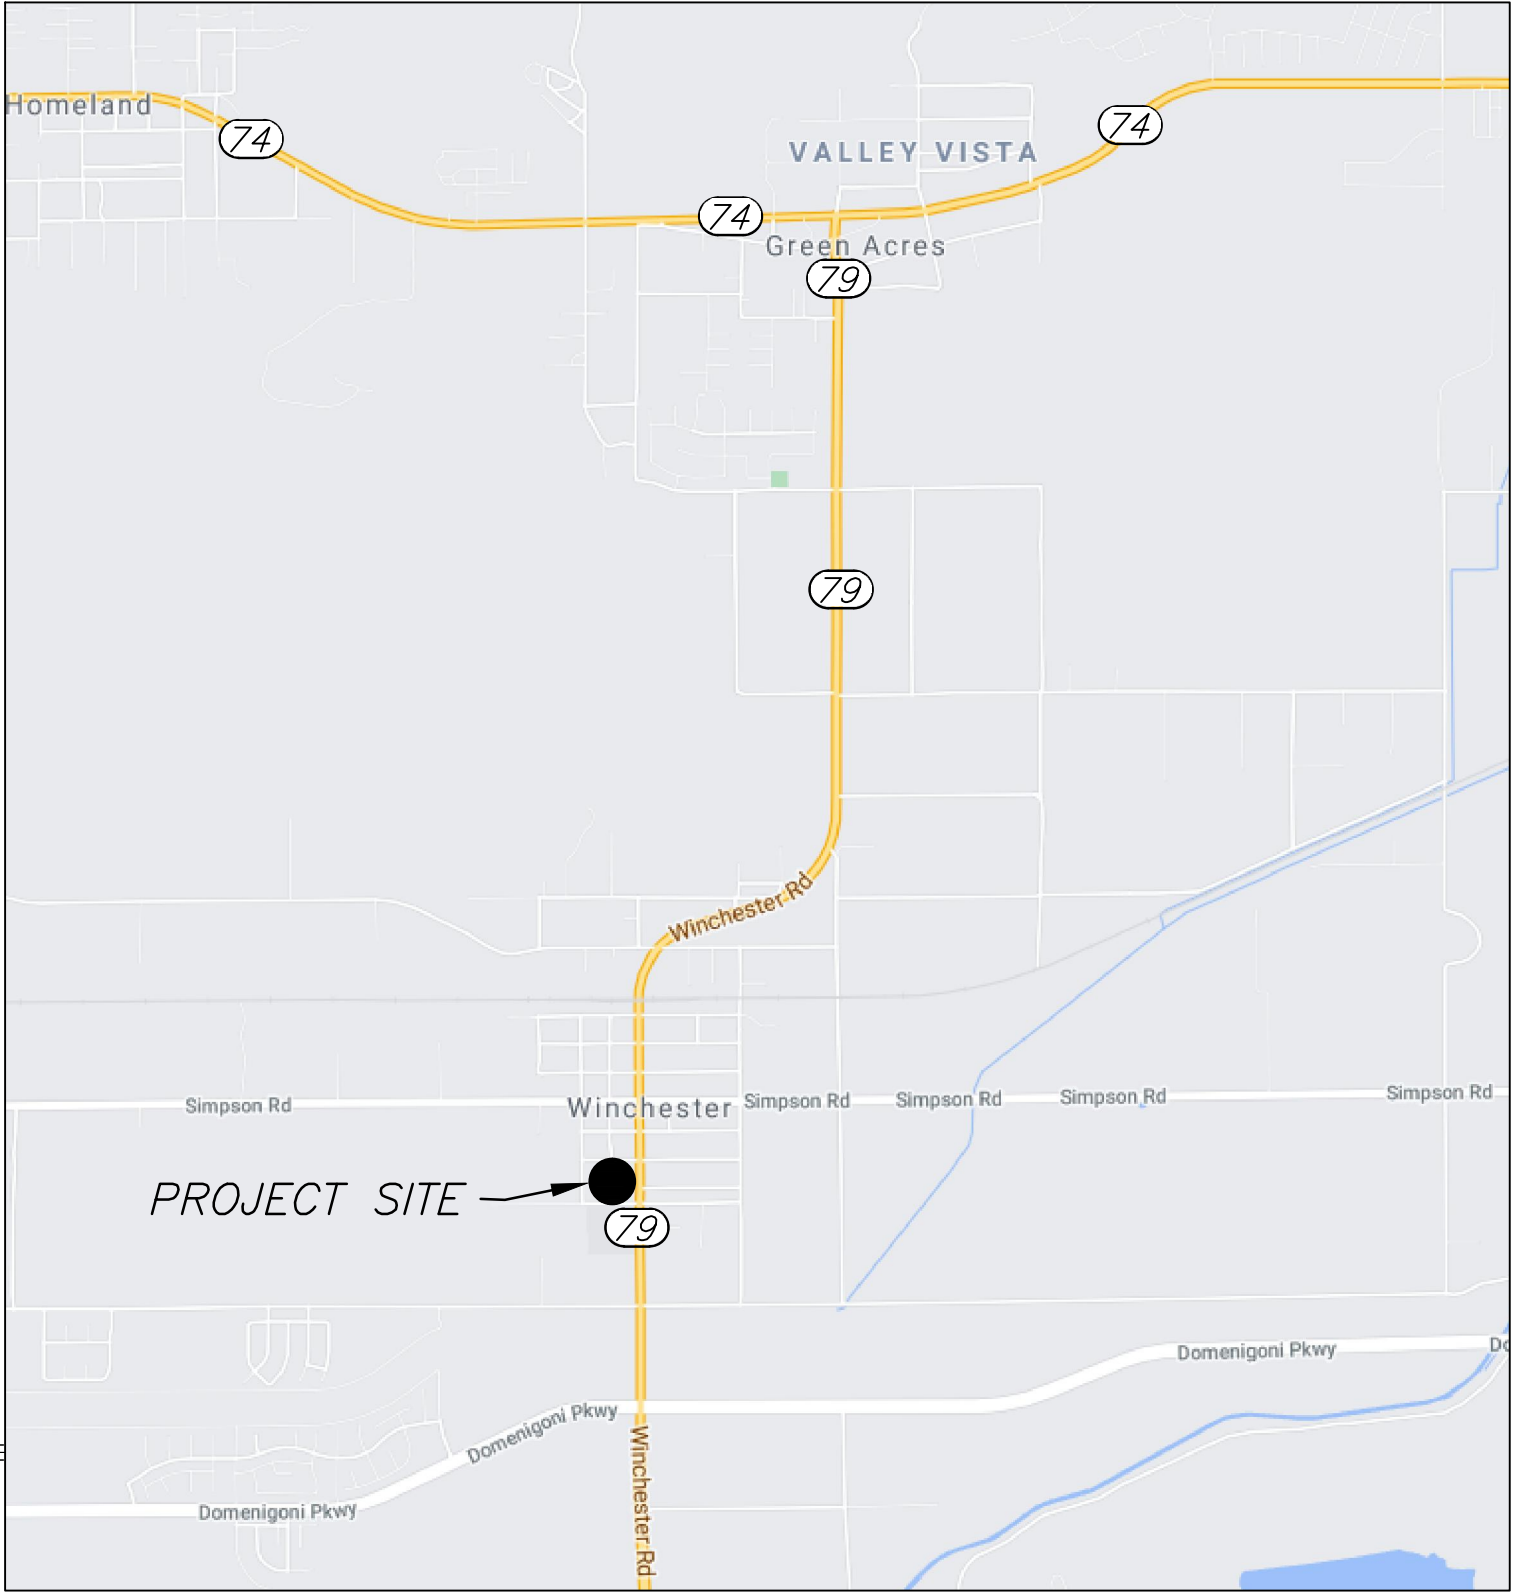 Homeland
74
74
VALLEY VISTA
74
Green Acres
79
79
Winchester Rd
Simpson Rd
Winchester
Simpson Rd
Simpson Rd
Simpson Rd
Simpson Rd
PROJECT SITE
79
Domenigoni Pkwy
Do
Domenigoni Pkwy
Winchester Rd
Domenigoni Pkwy